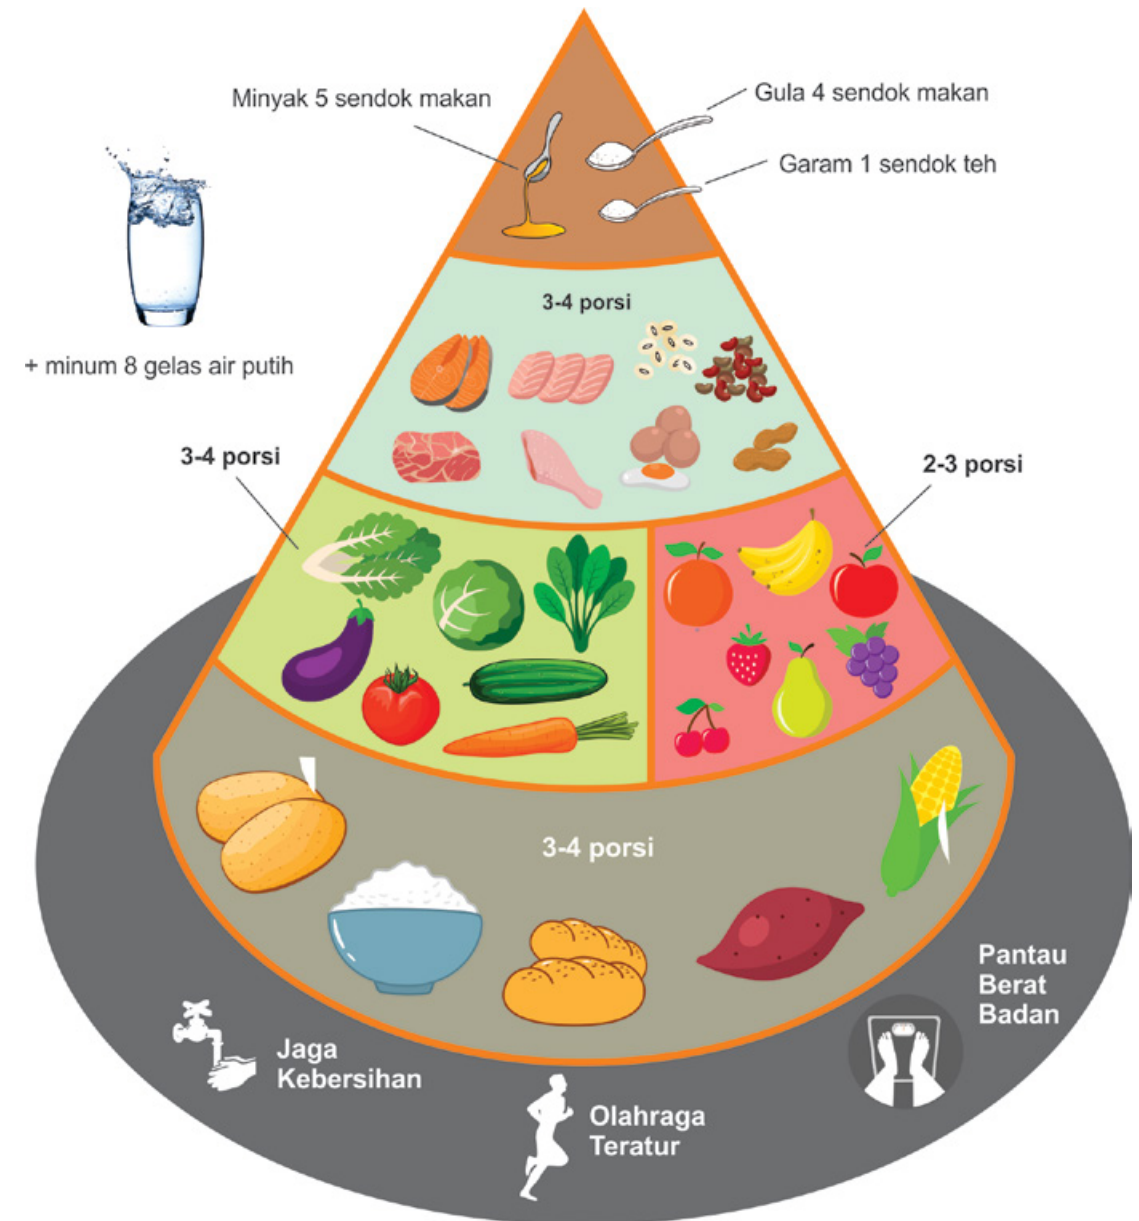 Minyak 5 sendok makan
Gula 4 sendok makan
Garam 1 sendok teh
+ minum 8 gelas air putih
3-4 porsi
3-4 porsi
2-3 porsi
3-4 porsi
Jaga
Kebersihan
Olahraga
Teratur
Pantau
Berat
Badan